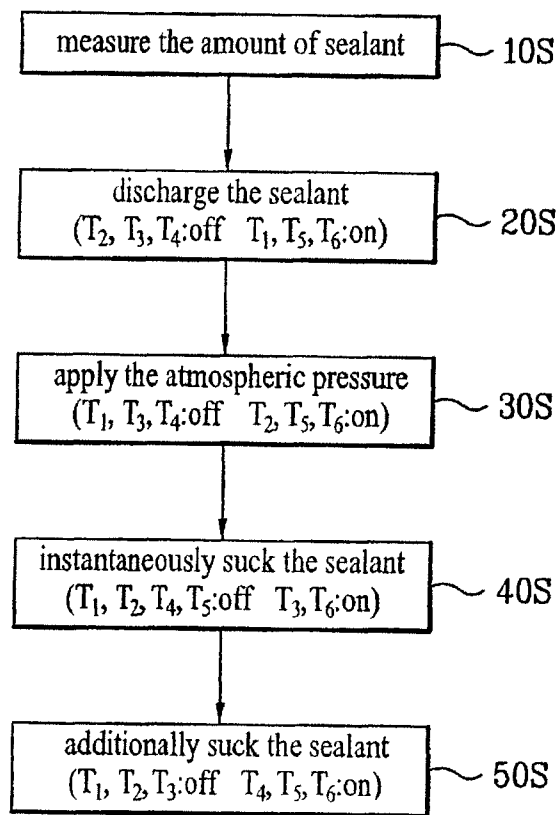 measure the amount of sealant
10S
discharge the sealant
(T2, T3, T4:off T1, T5, T6:on)
20S
apply the atmospheric pressure
(T1, T3, T4:off T2, T5, T6:on)
30S
instantaneously suck the sealant
(T1, T2, T4, T5:off T3, T6:on)
40S
additionally suck the sealant
(T1, T2, T3:off T4, T5, T6:on)
50S